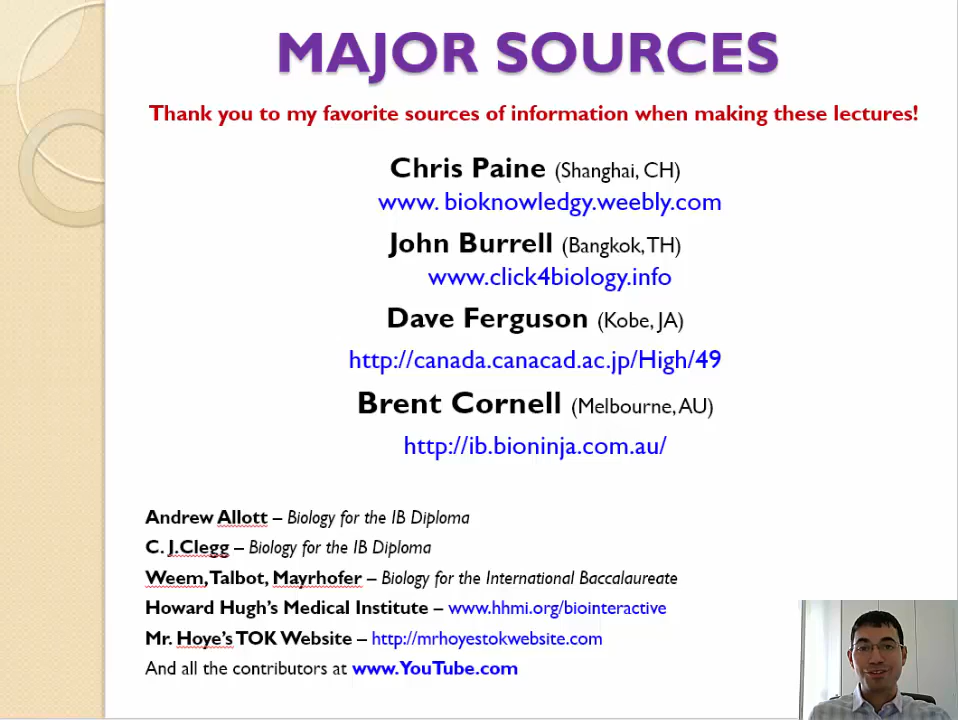 MAJOR SOURCES
Thank you to my favorite sources of information when making these lectures!
Chris Paine (Shanghai, CH)
www. bioknowledgy.weebly.com
John Burrell (Bangkok, TH)
www.click4biology.info
Dave Ferguson (Kobe, JA)
http://canada.canacad.ac.jp/High/49
Brent Cornell (Melbourne, AU)
http://ib.bioninja.com.au/
Andrew Allott – Biology for the IB Diploma
C. J.Clegg – Biology for the IB Diploma
Weem, Talbot, Mayrhofer – Biology for the International Baccalaureate
Howard Hugh's Medical Institute – www.hhmi.org/biointeractive
Mr. Hoye's TOK Website – http://mrhoyestokwebsite.com
And all the contributors at www.YouTube.com